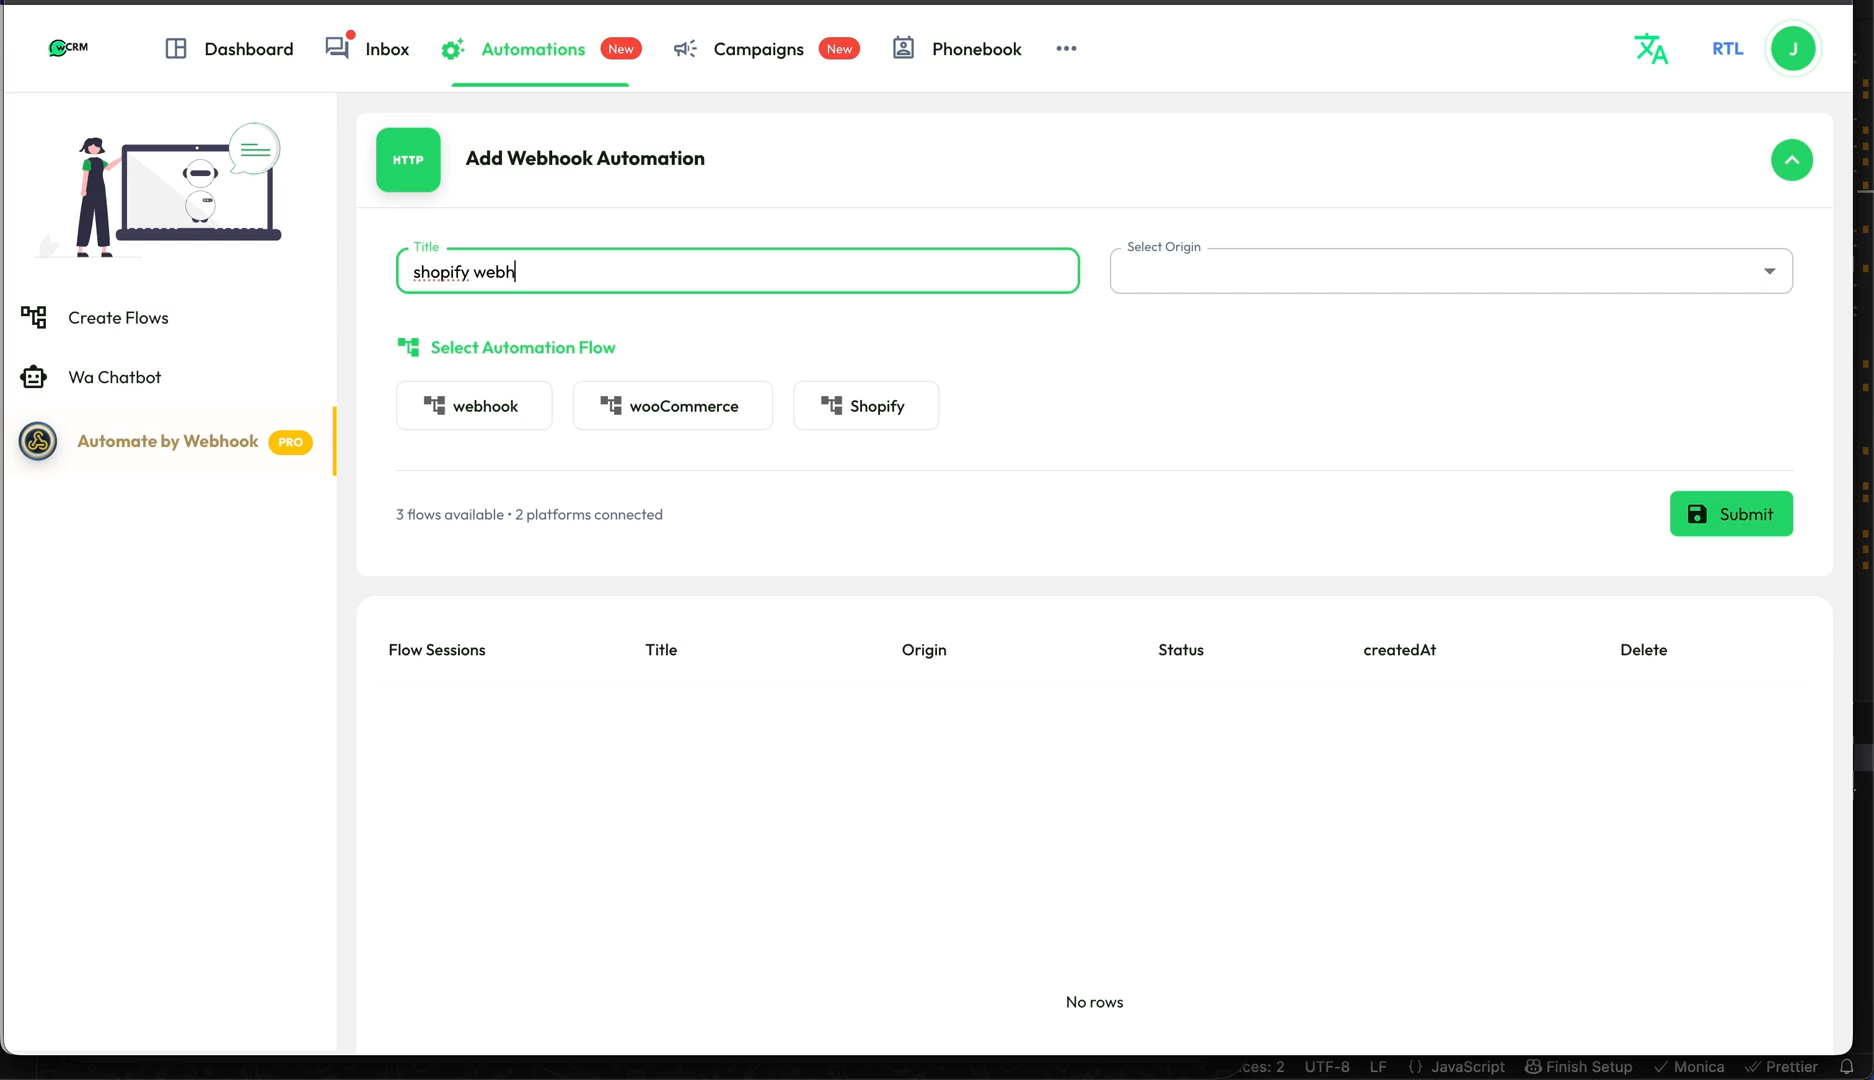 wCRM
Dashboard
Inbox
Automations New
Campaigns New
Phonebook
RTL
J
HTTP
Add Webhook Automation
Title
shopify webh
Select Origin
Create Flows
Wa Chatbot
Automate by Webhook PRO
Select Automation Flow
webhook
wooCommerce
Shopify
3 flows available • 2 platforms connected
Submit
Flow Sessions Title Origin Status createdAt Delete
No rows
ces: 2 UTF-8 LF {} JavaScript Finish Setup Monica Prettier